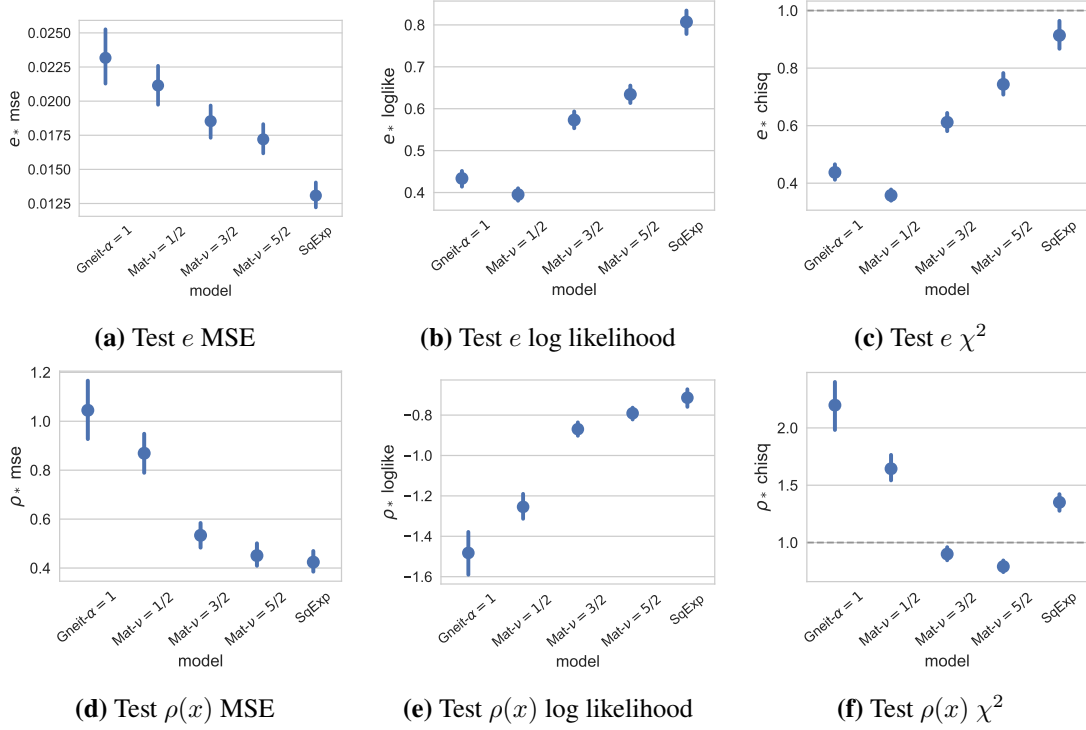 0.0250
0.0225
0.0200
0.0175
0.0150
0.0125
e* mse
Gneit-α = 1
Mat-ν = 1/2
Mat-ν = 3/2
Mat-ν = 5/2
SqExp
model
(a) Test e MSE
0.8
0.7
0.6
0.5
0.4
e* loglike
Gneit-α = 1
Mat-ν = 1/2
Mat-ν = 3/2
Mat-ν = 5/2
SqExp
model
(b) Test e log likelihood
1.0
0.8
0.6
0.4
e* chisq
Gneit-α = 1
Mat-ν = 1/2
Mat-ν = 3/2
Mat-ν = 5/2
SqExp
model
(c) Test e χ²
1.2
1.0
0.8
0.6
0.4
ρ* mse
Gneit-α = 1
Mat-ν = 1/2
Mat-ν = 3/2
Mat-ν = 5/2
SqExp
model
(d) Test ρ(x) MSE
−0.8
−1.0
−1.2
−1.4
−1.6
ρ* loglike
Gneit-α = 1
Mat-ν = 1/2
Mat-ν = 3/2
Mat-ν = 5/2
SqExp
model
(e) Test ρ(x) log likelihood
2.0
1.5
1.0
ρ* chisq
Gneit-α = 1
Mat-ν = 1/2
Mat-ν = 3/2
Mat-ν = 5/2
SqExp
model
(f) Test ρ(x) χ²